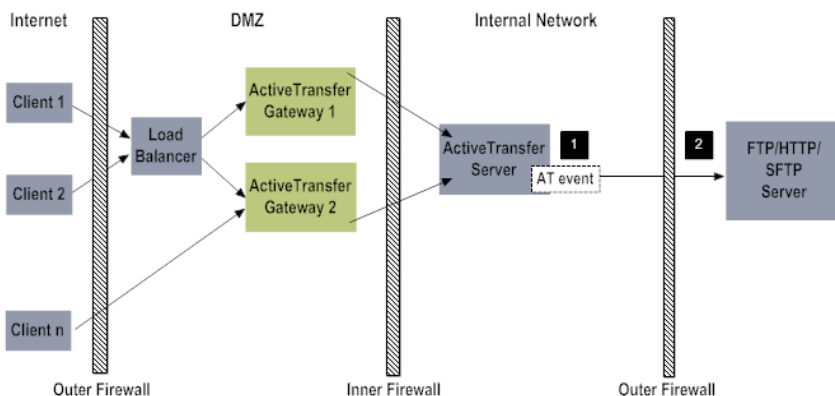 Internet
DMZ
Internal Network
Client 1
Client 2
Client n
Load
Balancer
ActiveTransfer
Gateway 1
ActiveTransfer
Gateway 2
ActiveTransfer
Server
1
AT event
2
FTP/HTTP/
SFTP
Server
Outer Firewall
Inner Firewall
Outer Firewall